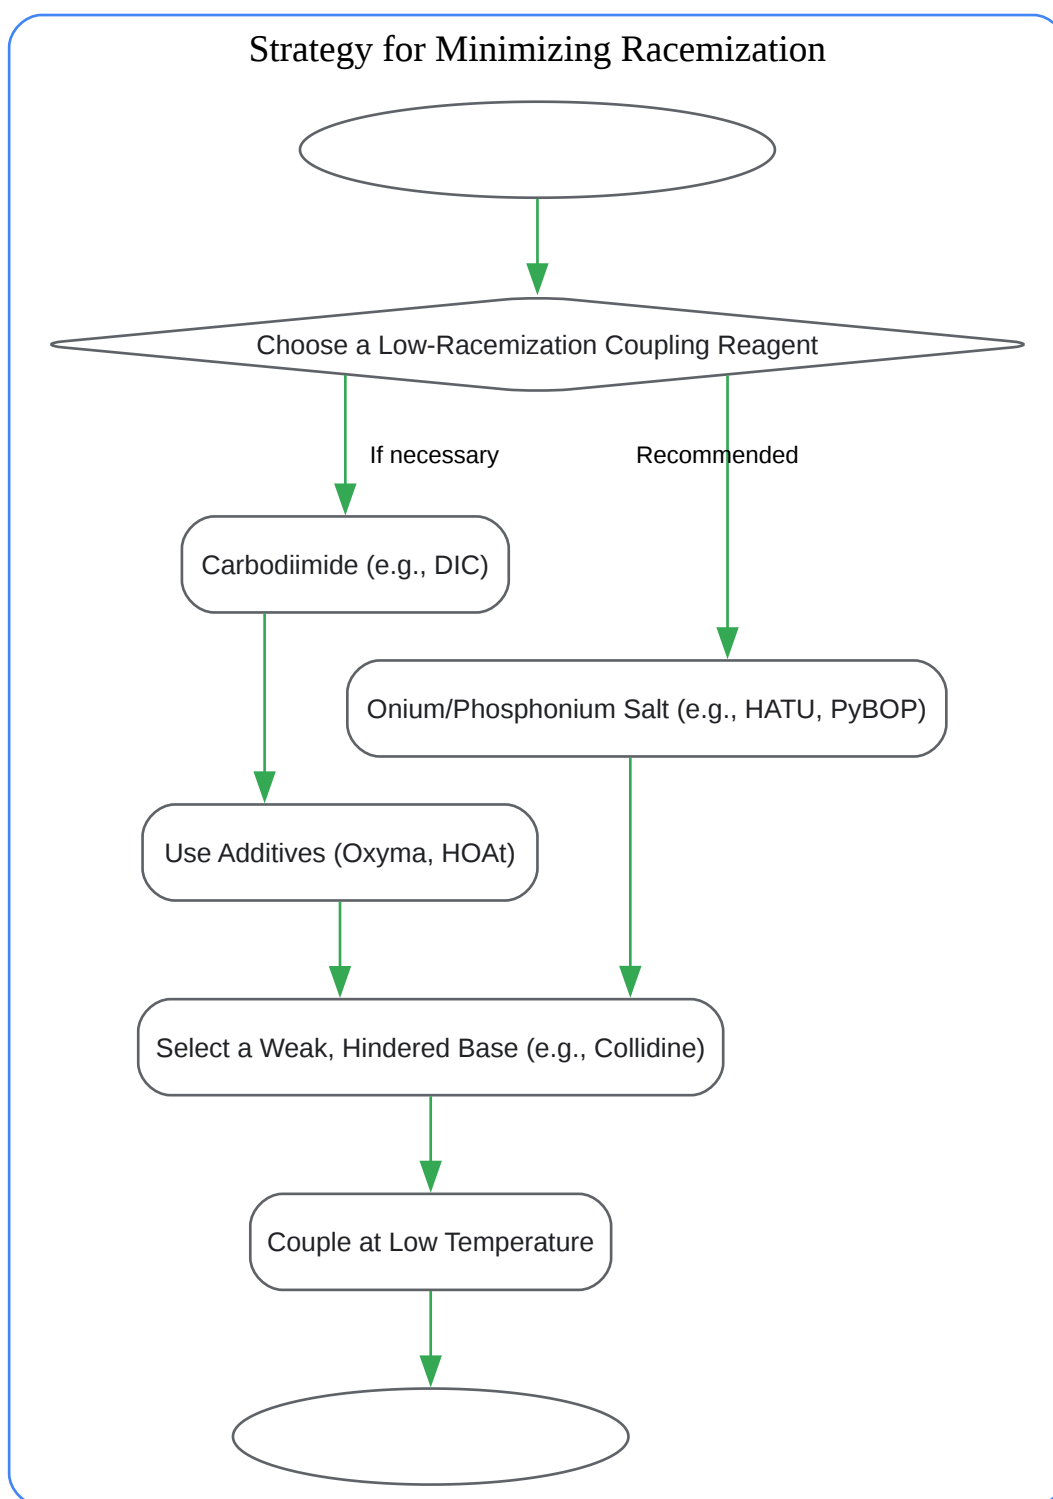 Strategy for Minimizing Racemization
Choose a Low-Racemization Coupling Reagent
If necessary
Recommended
Carbodiimide (e.g., DIC)
Onium/Phosphonium Salt (e.g., HATU, PyBOP)
Use Additives (Oxyma, HOAt)
Select a Weak, Hindered Base (e.g., Collidine)
Couple at Low Temperature